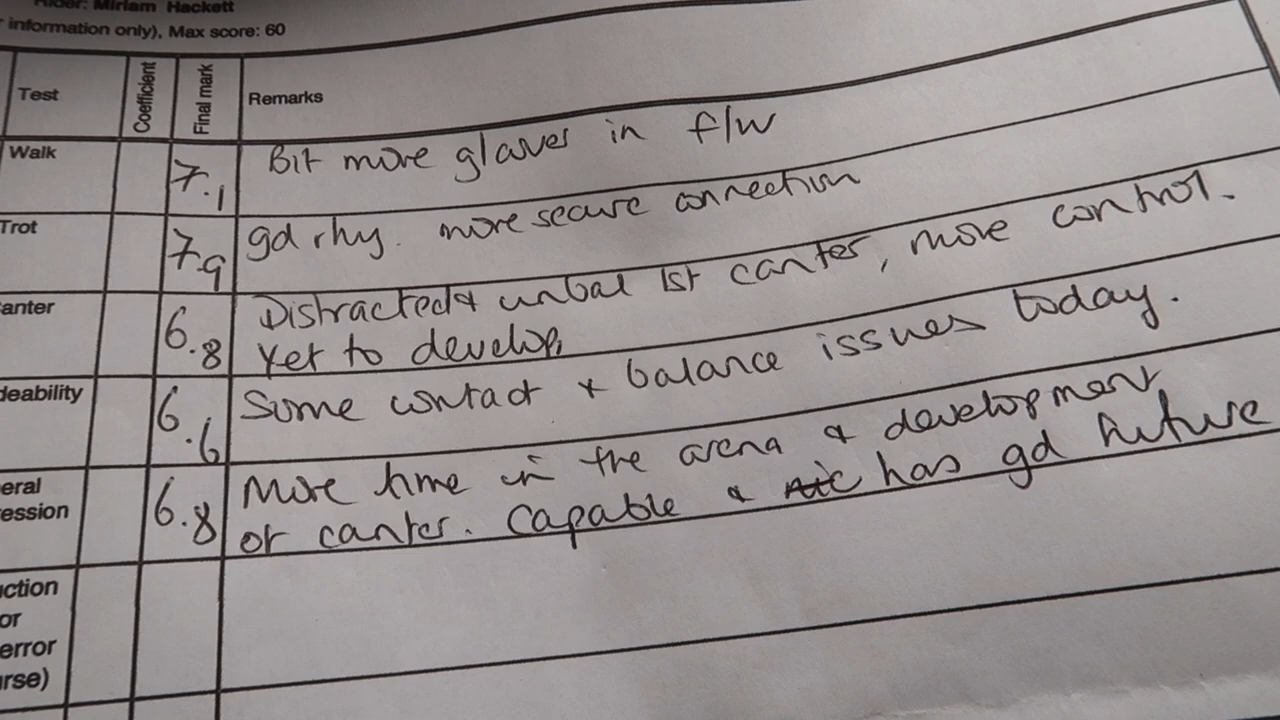 Rider: Miriam Hackett
information only), Max score: 60
Test Coefficient Final mark Remarks
Walk 7.1 Bit more glaves in f/w
Trot 7.9 gd rhy. more secure connection
anter 6.8 Distracted & unbal 1st canter, more control.
Yet to develop.
deability 6.6 Some contact & balance issues today.
eral
ession 6.8 More time in the arena & development
of canter. Capable & has gd future
uction
or
error
urse)